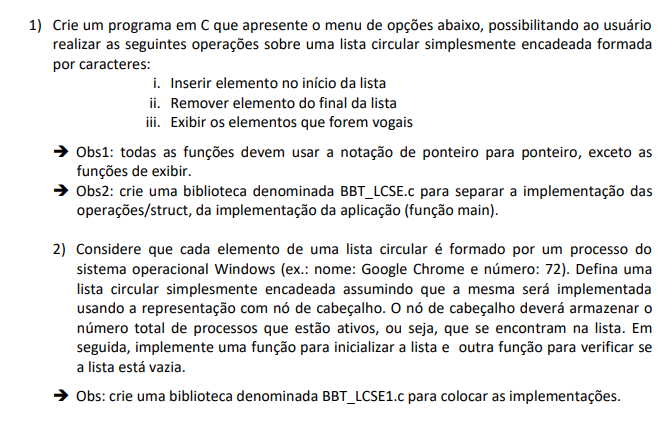 1) Crie um programa em C que apresente o menu de opções abaixo, possibilitando ao usuário
realizar as seguintes operações sobre uma lista circular simplesmente encadeada formada
por caracteres:
i. Inserir elemento no início da lista
ii. Remover elemento do final da lista
iii. Exibir os elementos que forem vogais
➔ Obs1: todas as funções devem usar a notação de ponteiro para ponteiro, exceto as
funções de exibir.
➔ Obs2: crie uma biblioteca denominada BBT_LCSE.c para separar a implementação das
operações/struct, da implementação da aplicação (função main).
2) Considere que cada elemento de uma lista circular é formado por um processo do
sistema operacional Windows (ex.: nome: Google Chrome e número: 72). Defina uma
lista circular simplesmente encadeada assumindo que a mesma será implementada
usando a representação com nó de cabeçalho. O nó de cabeçalho deverá armazenar o
número total de processos que estão ativos, ou seja, que se encontram na lista. Em
seguida, implemente uma função para inicializar a lista e outra função para verificar se
a lista está vazia.
➔ Obs: crie uma biblioteca denominada BBT_LCSE1.c para colocar as implementações.